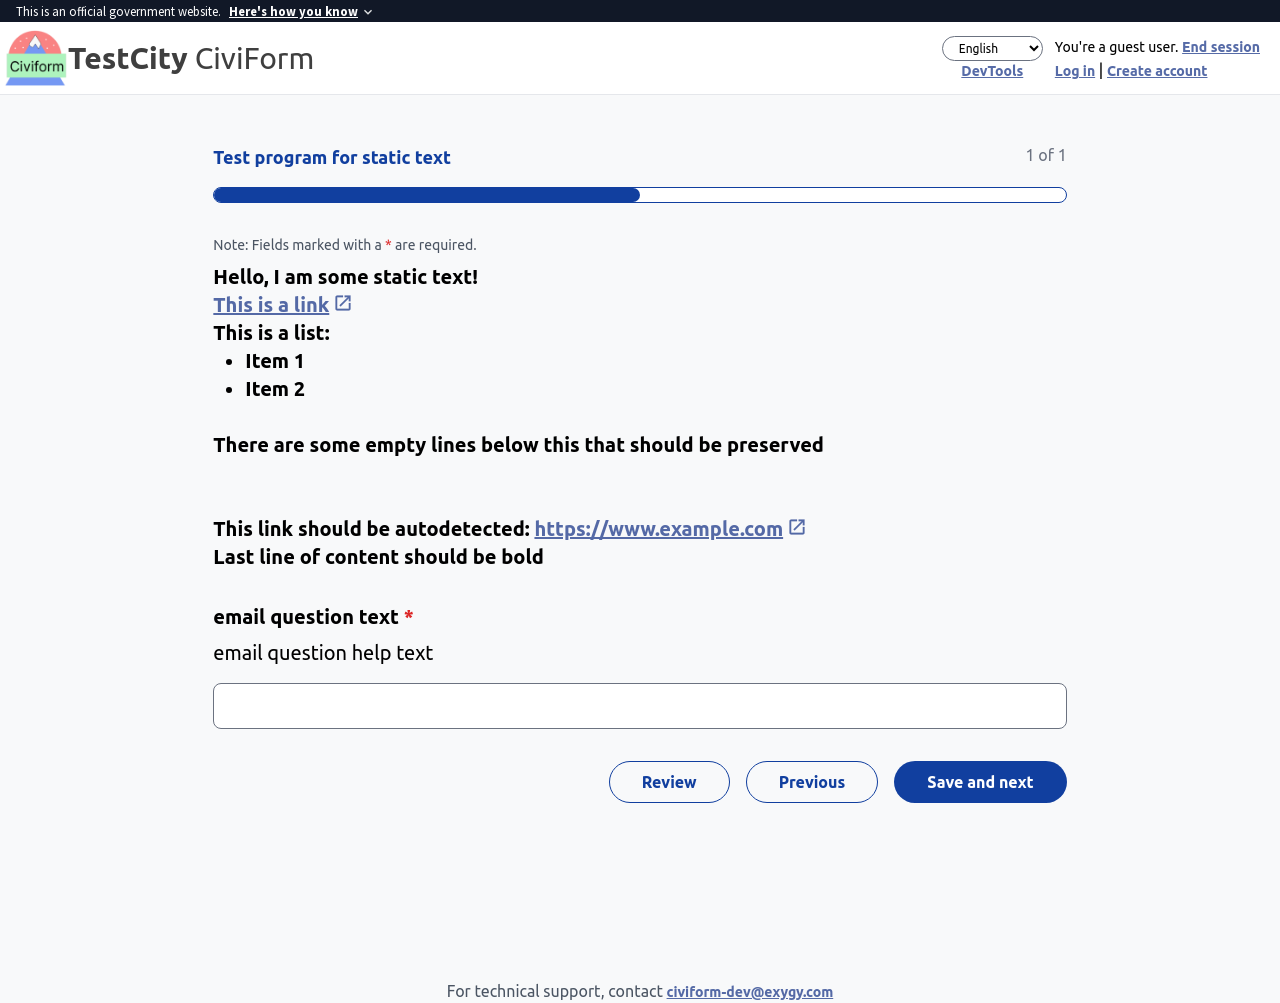 This is an official government website. Here's how you know
Civiform
TestCity CiviForm
English
You're a guest user. End session
DevTools
Log in | Create account
Test program for static text
1 of 1
Note: Fields marked with a * are required.
Hello, I am some static text!
This is a link
This is a list:
• Item 1
• Item 2
There are some empty lines below this that should be preserved
This link should be autodetected: https://www.example.com
Last line of content should be bold
email question text *
email question help text
Review
Previous
Save and next
For technical support, contact civiform-dev@exygy.com